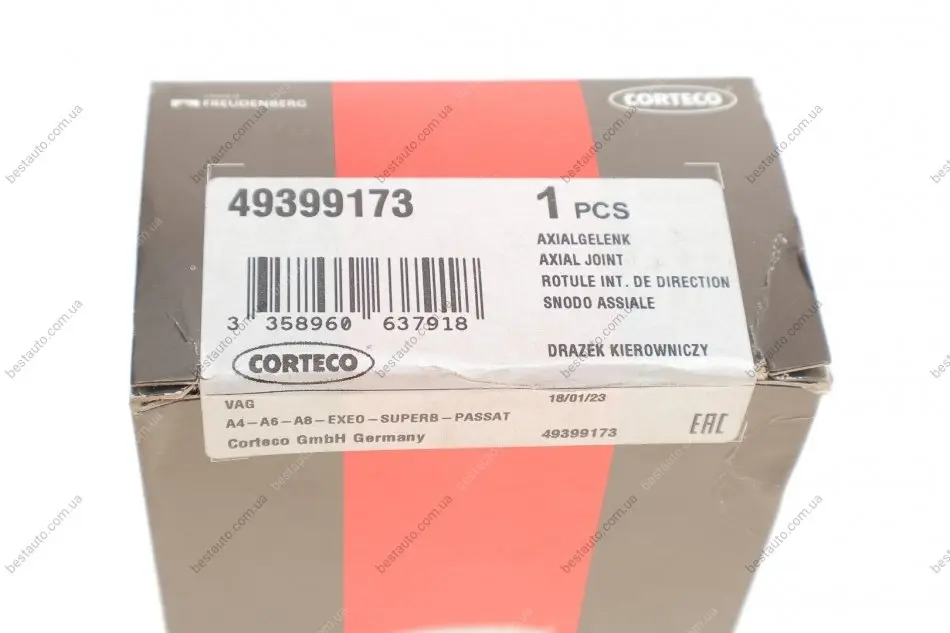 FREUDENBERG
CORTECO
49399173
1 PCS
AXIALGELENK
AXIAL JOINT
ROTULE INT. DE DIRECTION
SNODO ASSIALE
3 358960 637918
CORTECO
DRAZEK KIEROWNICZY
VAG
18/01/23
A4-A6-A8-EXEO-SUPERB-PASSAT
Corteco GmbH Germany
49399173
EAC
bestauto.com.ua